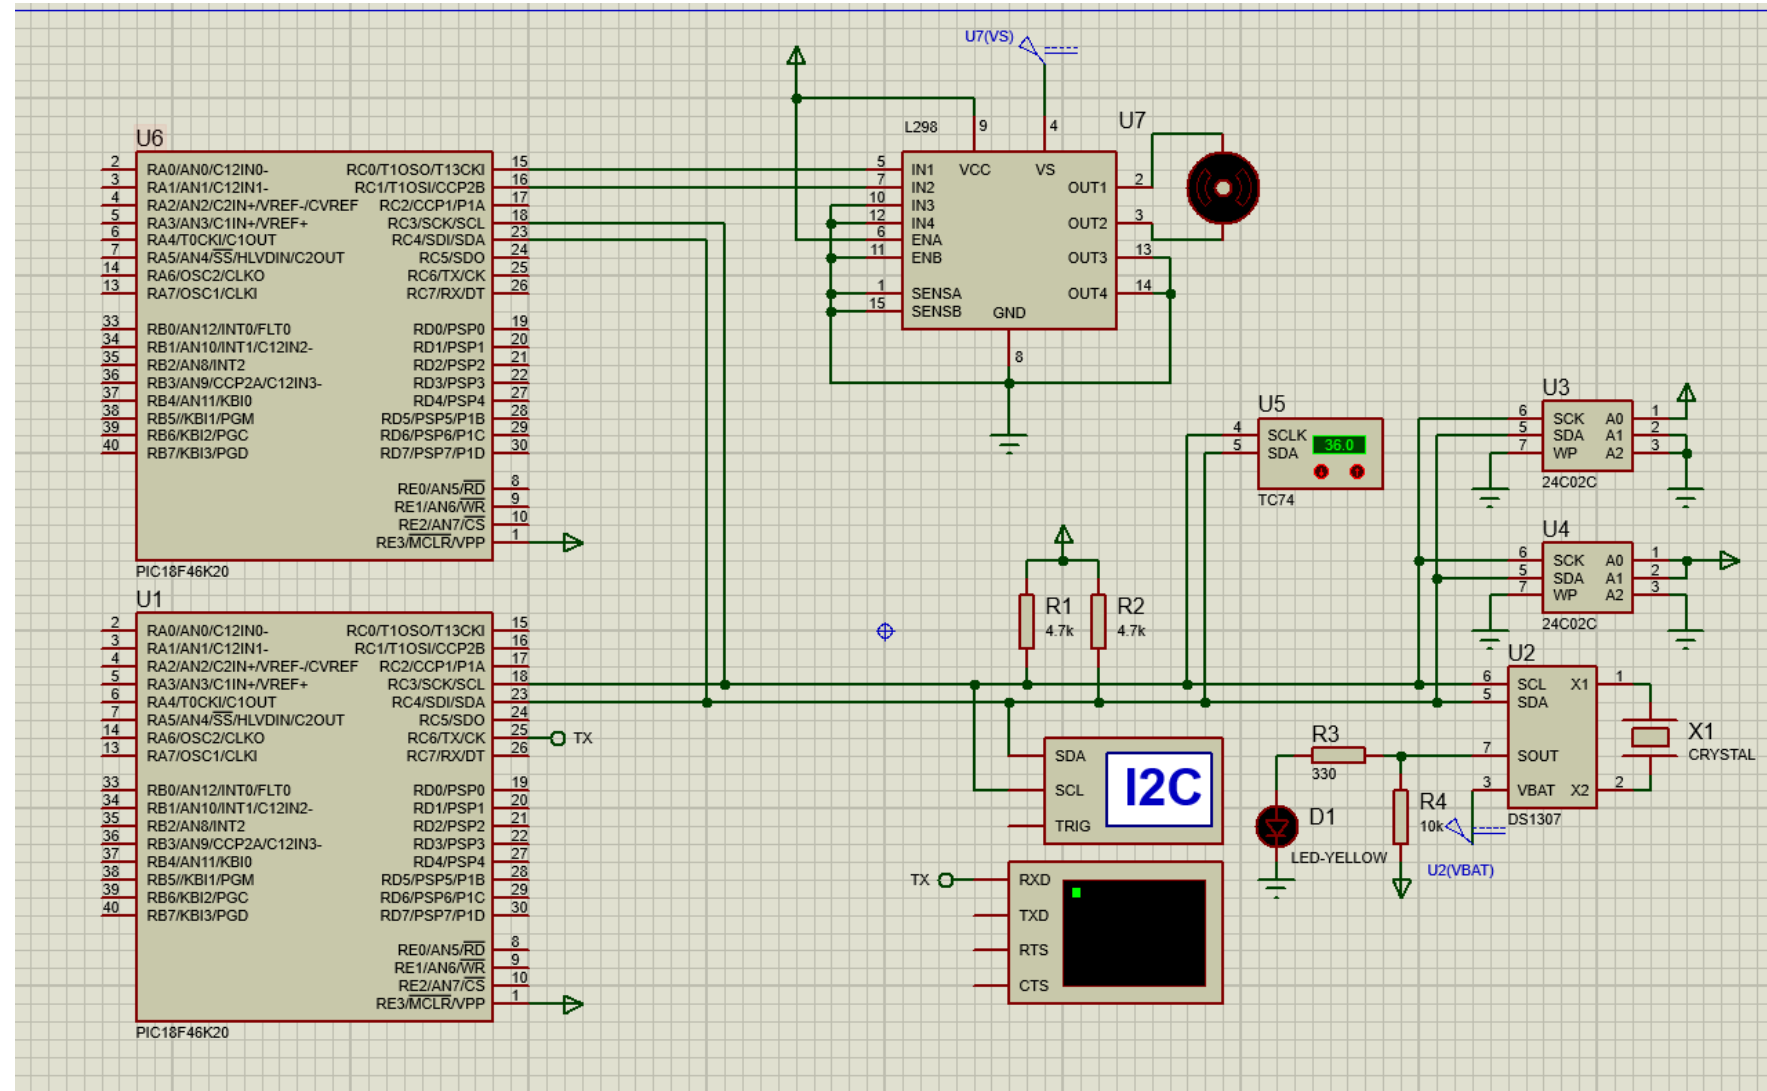 U7(VS)
L298
9
4
U7
U6
2 RA0/AN0/C12IN0- RC0/T1OSO/T13CKI 15
3 RA1/AN1/C12IN1- RC1/T1OSI/CCP2B 16
4 RA2/AN2/C2IN+/VREF-/CVREF RC2/CCP1/P1A 17
5 RA3/AN3/C1IN+/VREF+ RC3/SCK/SCL 18
6 RA4/T0CKI/C1OUT RC4/SDI/SDA 23
7 RA5/AN4/SS/HLVDIN/C2OUT RC5/SDO 24
14 RA6/OSC2/CLKO RC6/TX/CK 25
13 RA7/OSC1/CLKI RC7/RX/DT 26
33 RB0/AN12/INT0/FLT0 RD0/PSP0 19
34 RB1/AN10/INT1/C12IN2- RD1/PSP1 20
35 RB2/AN8/INT2 RD2/PSP2 21
36 RB3/AN9/CCP2A/C12IN3- RD3/PSP3 22
37 RB4/AN11/KBI0 RD4/PSP4 27
38 RB5//KBI1/PGM RD5/PSP5/P1B 28
39 RB6/KBI2/PGC RD6/PSP6/P1C 29
40 RB7/KBI3/PGD RD7/PSP7/P1D 30
RE0/AN5/RD 8
RE1/AN6/WR 9
RE2/AN7/CS 10
RE3/MCLR/VPP 1
PIC18F46K20
5 IN1 VCC VS
7 IN2 OUT1 2
10 IN3
12 IN4 OUT2 3
6 ENA
11 ENB OUT3 13
1 SENSA OUT4 14
15 SENSB
GND
8
U5
4 SCLK 36.0
5 SDA
TC74
U3
6 SCK A0 1
5 SDA A1 2
7 WP A2 3
24C02C
U4
6 SCK A0 1
5 SDA A1 2
7 WP A2 3
24C02C
R1
4.7k
R2
4.7k
U1
2 RA0/AN0/C12IN0- RC0/T1OSO/T13CKI 15
3 RA1/AN1/C12IN1- RC1/T1OSI/CCP2B 16
4 RA2/AN2/C2IN+/VREF-/CVREF RC2/CCP1/P1A 17
5 RA3/AN3/C1IN+/VREF+ RC3/SCK/SCL 18
6 RA4/T0CKI/C1OUT RC4/SDI/SDA 23
7 RA5/AN4/SS/HLVDIN/C2OUT RC5/SDO 24
14 RA6/OSC2/CLKO RC6/TX/CK 25 TX
13 RA7/OSC1/CLKI RC7/RX/DT 26
33 RB0/AN12/INT0/FLT0 RD0/PSP0 19
34 RB1/AN10/INT1/C12IN2- RD1/PSP1 20
35 RB2/AN8/INT2 RD2/PSP2 21
36 RB3/AN9/CCP2A/C12IN3- RD3/PSP3 22
37 RB4/AN11/KBI0 RD4/PSP4 27
38 RB5//KBI1/PGM RD5/PSP5/P1B 28
39 RB6/KBI2/PGC RD6/PSP6/P1C 29
40 RB7/KBI3/PGD RD7/PSP7/P1D 30
RE0/AN5/RD 8
RE1/AN6/WR 9
RE2/AN7/CS 10
RE3/MCLR/VPP 1
PIC18F46K20
U2
6 SCL X1 1
5 SDA
7 SOUT
3 VBAT X2 2
DS1307
X1
CRYSTAL
R3
330
R4
10k
U2(VBAT)
D1
LED-YELLOW
SDA
SCL
TRIG
I2C
TX RXD
TXD
RTS
CTS